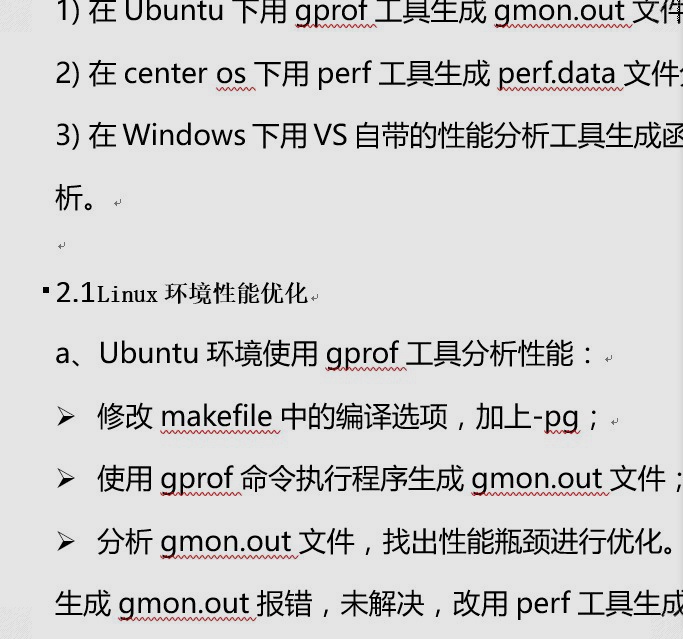 1) 在 Ubuntu 下用 gprof 工具生成 gmon.out 文件
2) 在 center os 下用 perf 工具生成 perf.data 文件
3) 在 Windows 下用 VS 自带的性能分析工具生成函
析。
2.1Linux 环境性能优化
a、Ubuntu 环境使用 gprof 工具分析性能：
➢ 修改 makefile 中的编译选项，加上-pg；
➢ 使用 gprof 命令执行程序生成 gmon.out 文件；
➢ 分析 gmon.out 文件，找出性能瓶颈进行优化。
生成 gmon.out 报错，未解决，改用 perf 工具生成